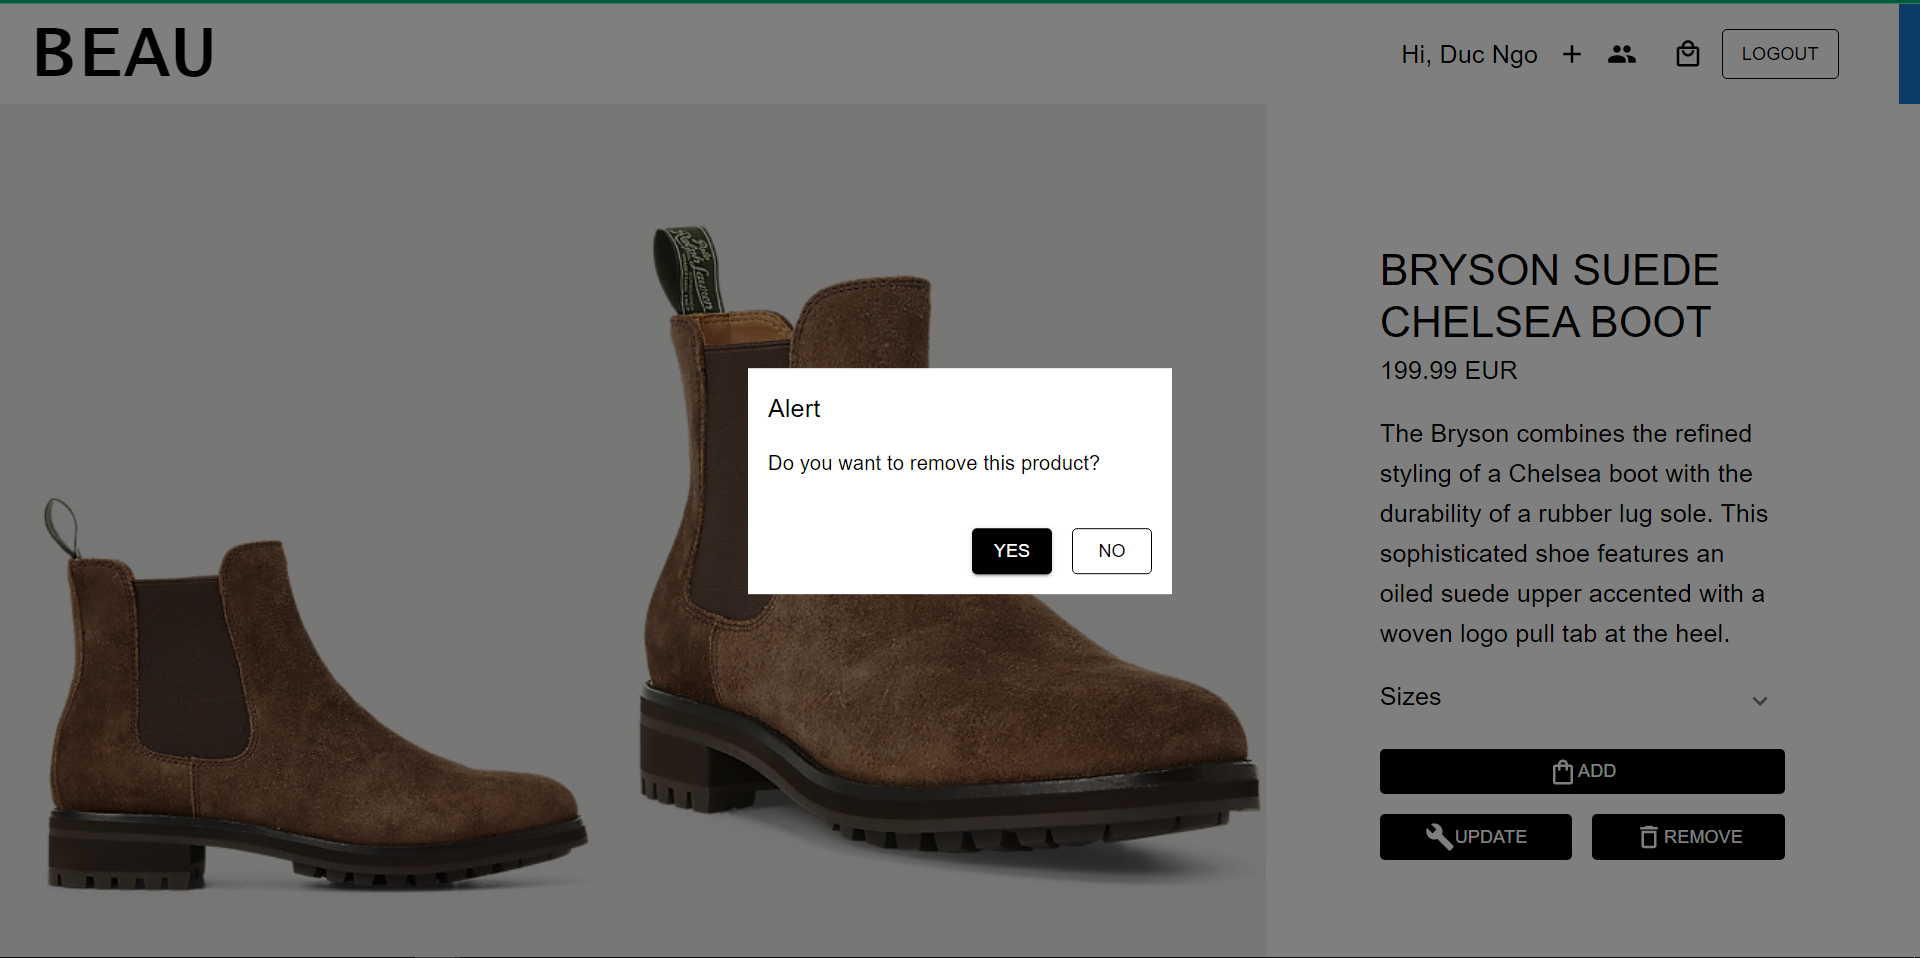 BEAU
Hi, Duc Ngo
LOGOUT
Polo
Ralph Lauren
BRYSON SUEDE
CHELSEA BOOT
199.99 EUR
The Bryson combines the refined
styling of a Chelsea boot with the
durability of a rubber lug sole. This
sophisticated shoe features an
oiled suede upper accented with a
woven logo pull tab at the heel.
Sizes
ADD
UPDATE
REMOVE
Alert
Do you want to remove this product?
YES
NO